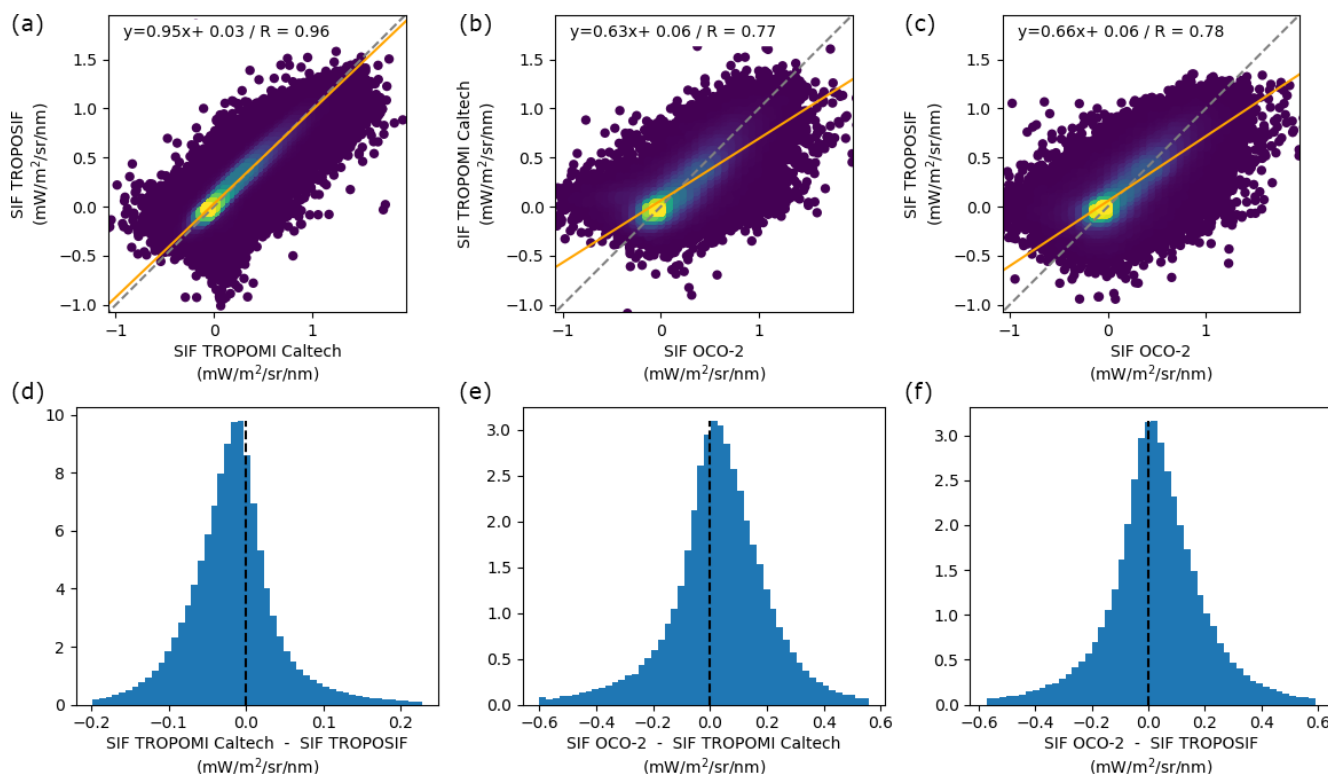 (a)
y=0.95x+ 0.03 / R = 0.96
SIF TROPOSIF
(mW/m²/sr/nm)
1.5
1.0
0.5
0.0
−0.5
−1.0
−1
0
1
SIF TROPOMI Caltech
(mW/m²/sr/nm)
(b)
y=0.63x+ 0.06 / R = 0.77
SIF TROPOMI Caltech
(mW/m²/sr/nm)
1.5
1.0
0.5
0.0
−0.5
−1.0
−1
0
1
SIF OCO-2
(mW/m²/sr/nm)
(c)
y=0.66x+ 0.06 / R = 0.78
SIF TROPOSIF
(mW/m²/sr/nm)
1.5
1.0
0.5
0.0
−0.5
−1.0
−1
0
1
SIF OCO-2
(mW/m²/sr/nm)
(d)
10
8
6
4
2
0
−0.2
−0.1
0.0
0.1
0.2
SIF TROPOMI Caltech - SIF TROPOSIF
(mW/m²/sr/nm)
(e)
3.0
2.5
2.0
1.5
1.0
0.5
0.0
−0.6
−0.4
−0.2
0.0
0.2
0.4
0.6
SIF OCO-2 - SIF TROPOMI Caltech
(mW/m²/sr/nm)
(f)
3.0
2.5
2.0
1.5
1.0
0.5
0.0
−0.6
−0.4
−0.2
0.0
0.2
0.4
0.6
SIF OCO-2 - SIF TROPOSIF
(mW/m²/sr/nm)